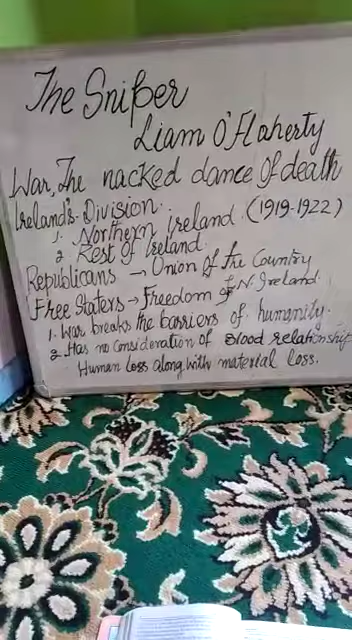 The Sniper
Liam O'Flaherty
War, The nacked dance of death
Ireland's Division.
1. Northern Ireland (1919-1922)
2 Rest of Ireland.
Republicans → Union of the Country
Free Staters → Freedom of N. Ireland.
1. War breaks the barriers of humanity.
2. Has no consideration of Blood relationship
Human Loss along with material loss.